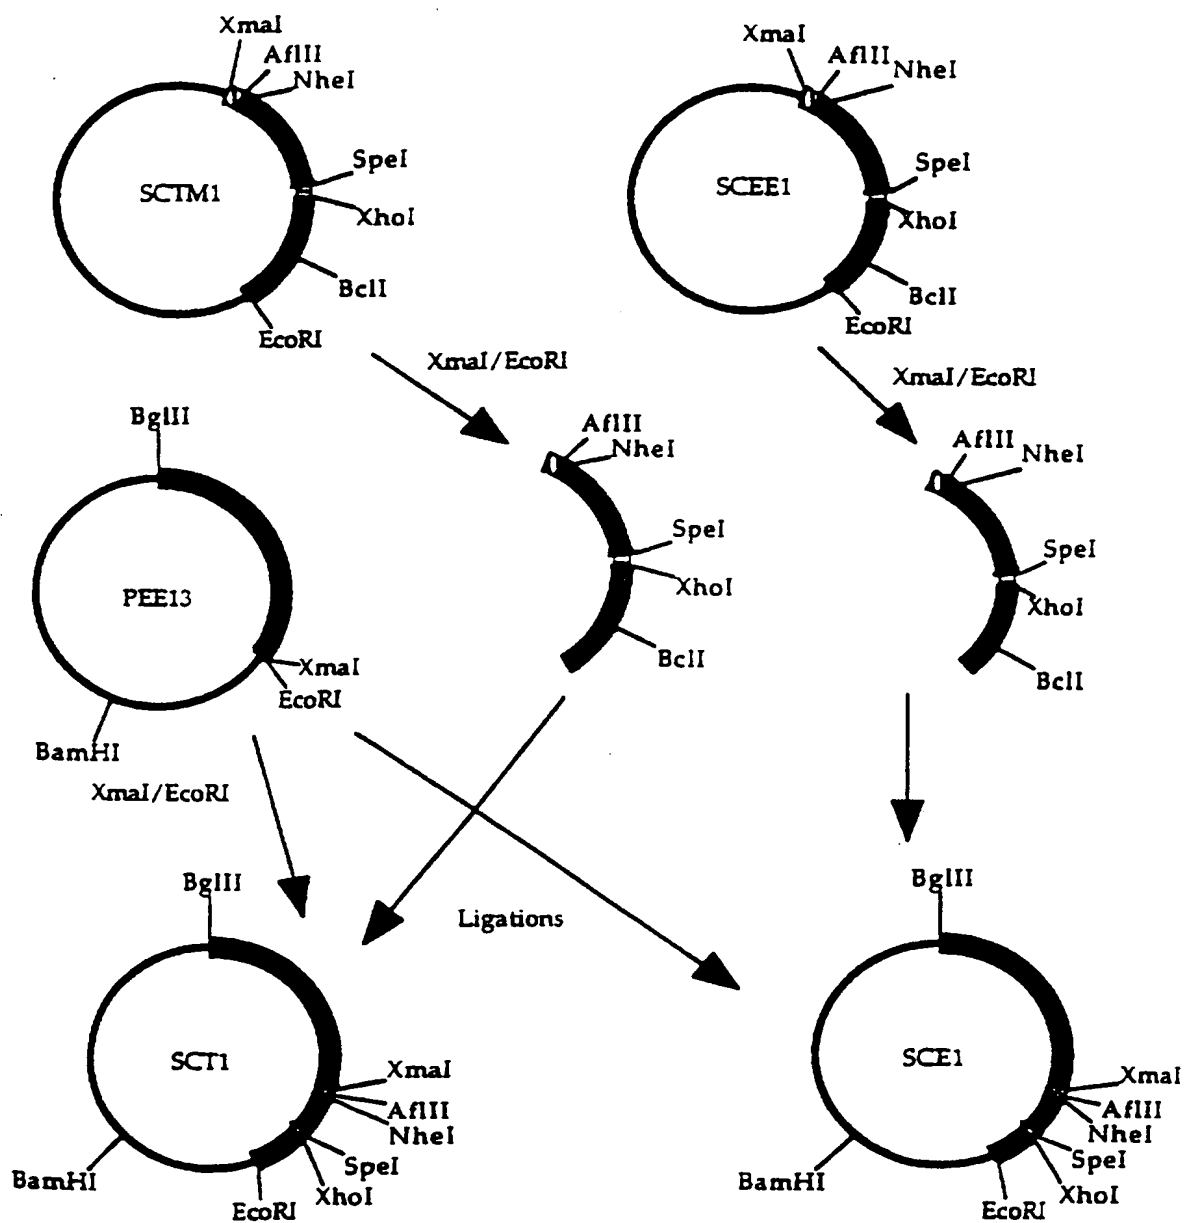 XmaI
AflII
NheI
SCTM1
SpeI
XhoI
BclI
EcoRI
XmaI
AflII
NheI
SCEE1
SpeI
XhoI
BclI
EcoRI
XmaI/EcoRI
XmaI/EcoRI
BglII
PEE13
XmaI
EcoRI
BamHI
AflII
NheI
SpeI
XhoI
BclI
AflII
NheI
SpeI
XhoI
BclI
XmaI/EcoRI
Ligations
BglII
SCT1
XmaI
AflII
NheI
SpeI
XhoI
EcoRI
BamHI
BglII
SCE1
XmaI
AflII
NheI
SpeI
XhoI
EcoRI
BamHI